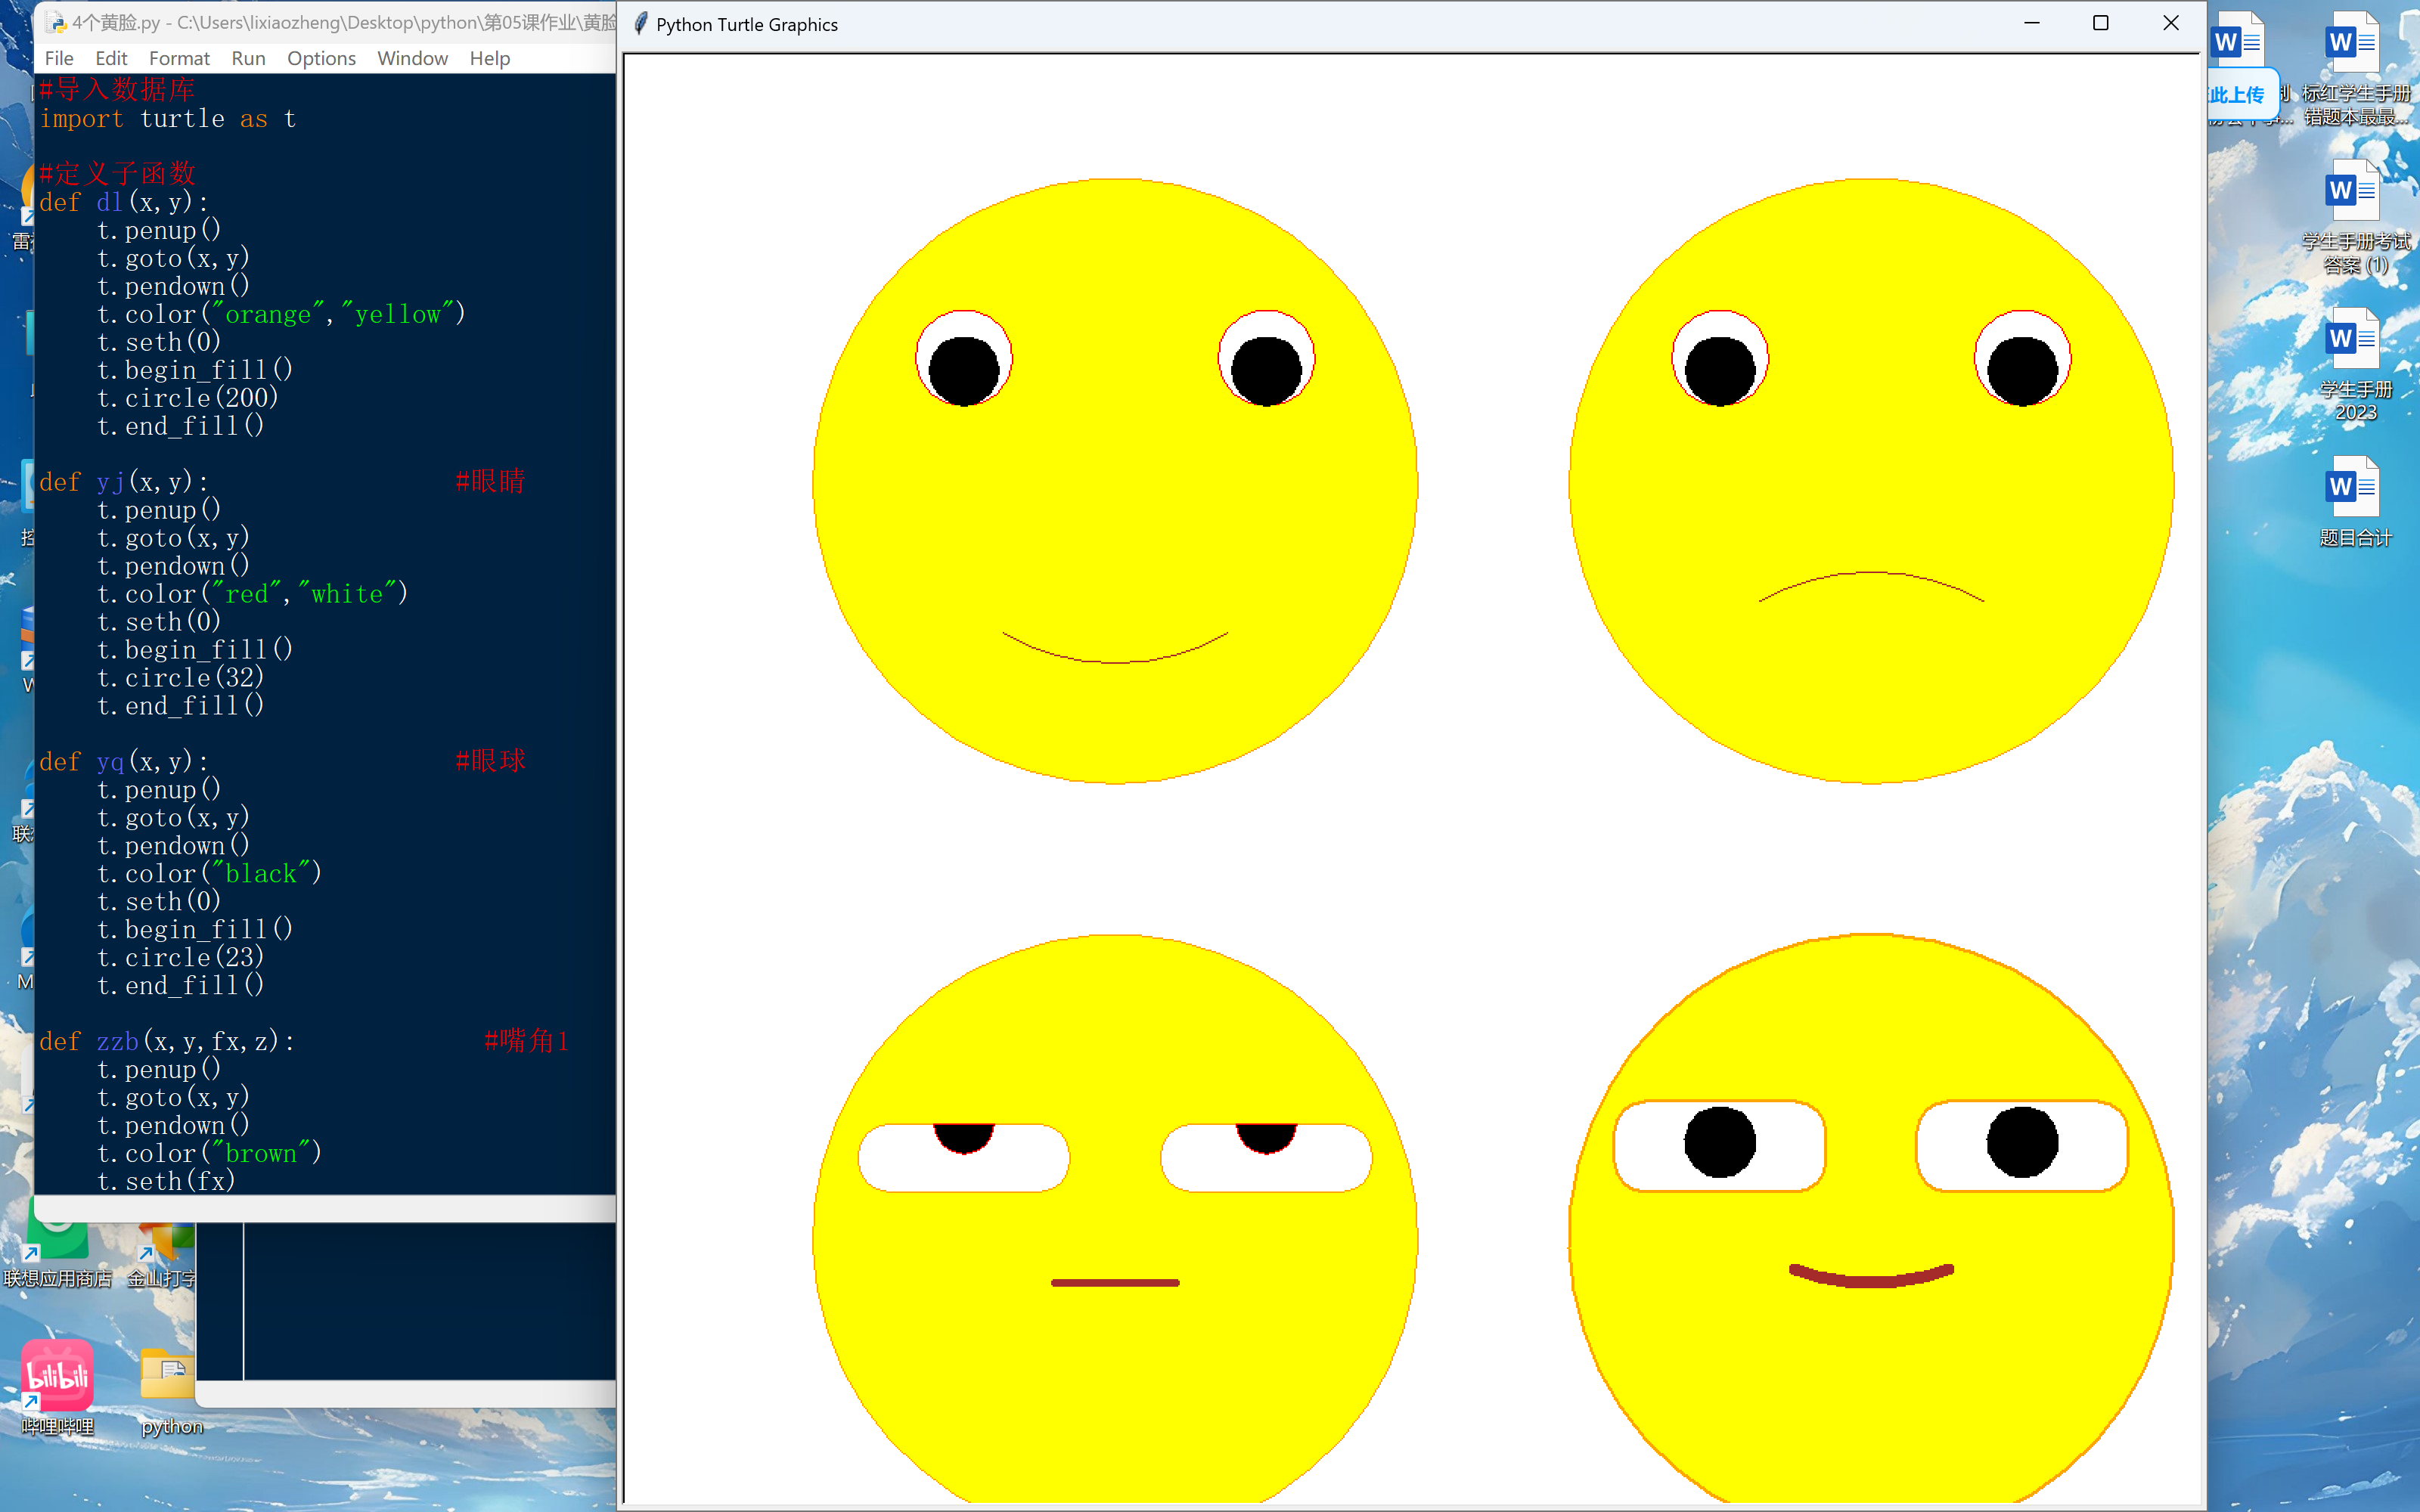 4个黄脸.py - C:\Users\lixiaozheng\Desktop\python\第05课作业\黄脸
File Edit Format Run Options Window Help
#导入数据库
import turtle as t
#定义子函数
def dl(x,y):
t.penup()
t.goto(x,y)
t.pendown()
t.color("orange","yellow")
t.seth(0)
t.begin_fill()
t.circle(200)
t.end_fill()
def yj(x,y): #眼睛
t.penup()
t.goto(x,y)
t.pendown()
t.color("red","white")
t.seth(0)
t.begin_fill()
t.circle(32)
t.end_fill()
def yq(x,y): #眼球
t.penup()
t.goto(x,y)
t.pendown()
t.color("black")
t.seth(0)
t.begin_fill()
t.circle(23)
t.end_fill()
def zzb(x,y,fx,z): #嘴角1
t.penup()
t.goto(x,y)
t.pendown()
t.color("brown")
t.seth(fx)
Python Turtle Graphics
此上传
标红学生手册
错题本最最...
学生手册考试
答案 (1)
学生手册
2023
题目合计
联想应用商店
金山打字
bilibili
哔哩哔哩
python